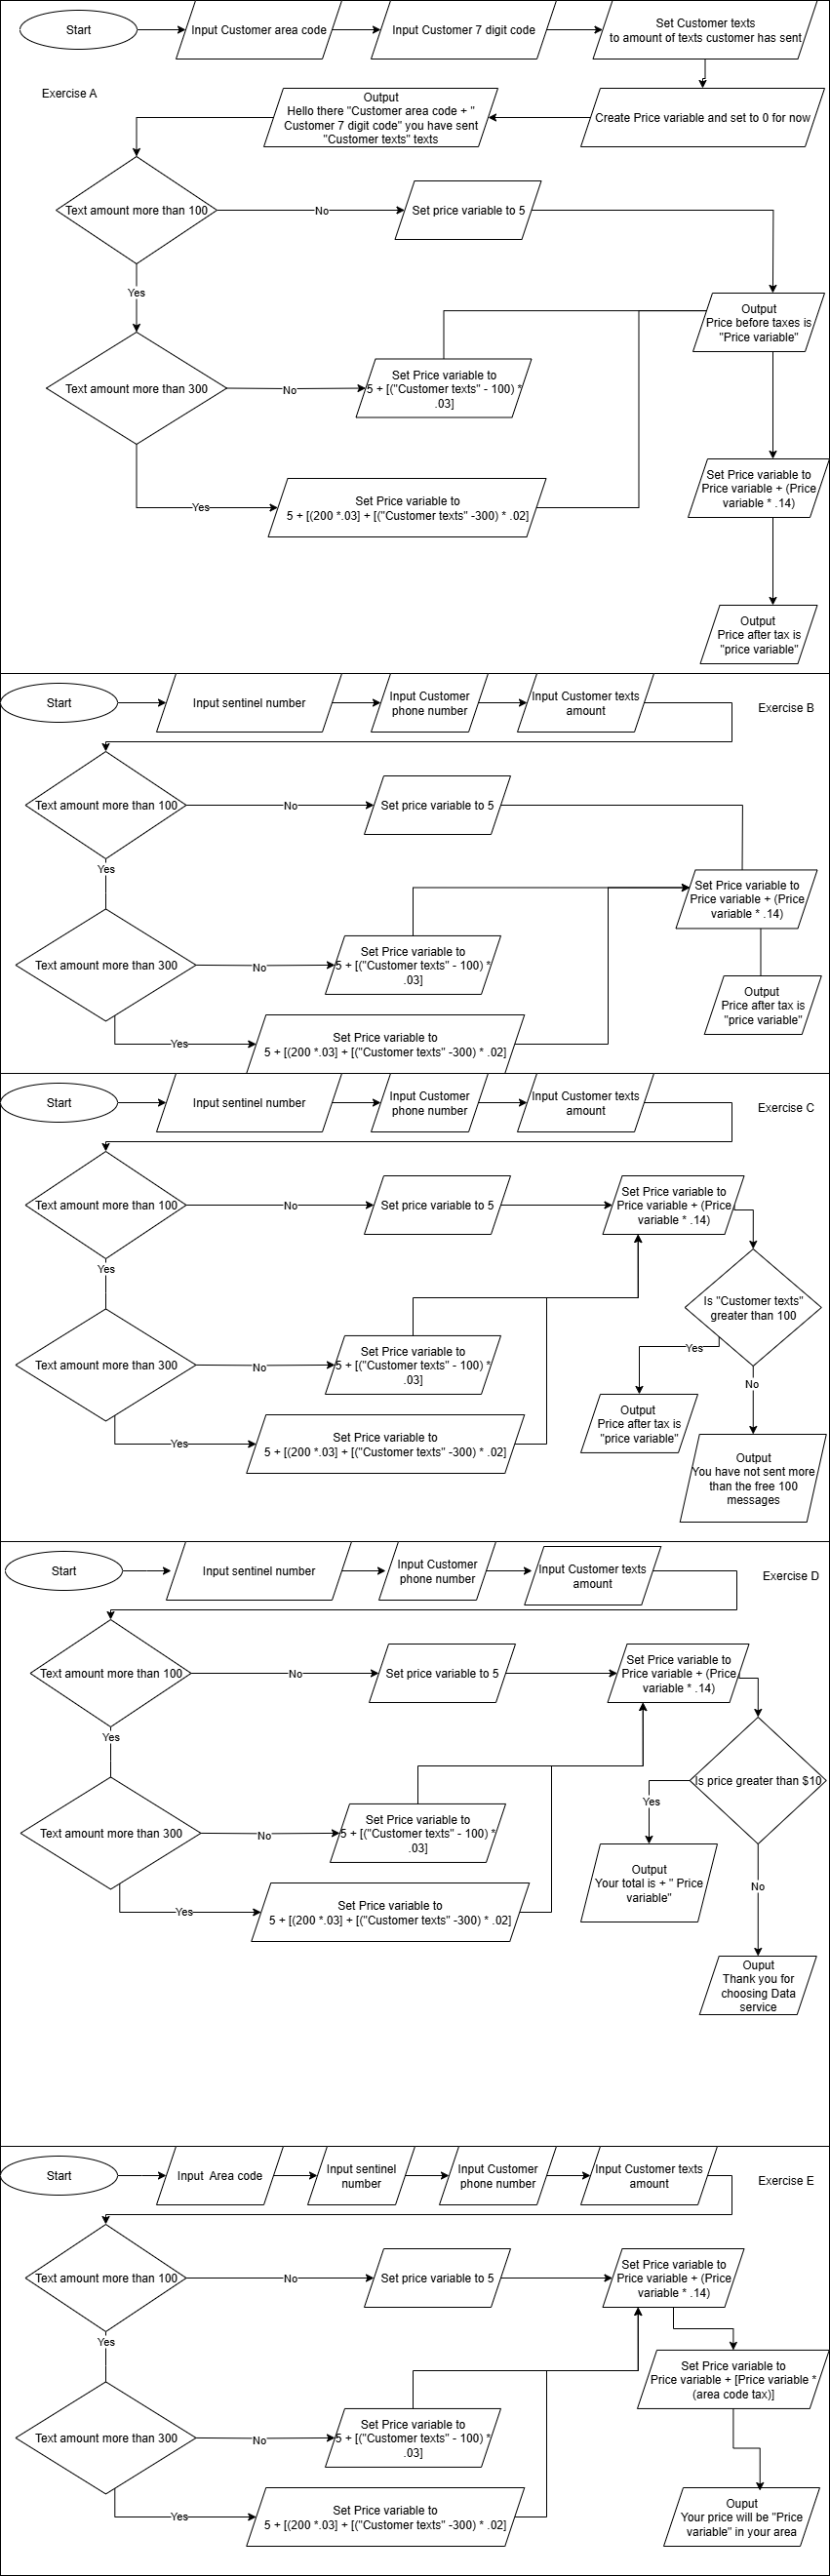 Start
Input Customer area code
Input Customer 7 digit code
Set Customer texts
to amount of texts customer has sent
Exercise A
Output
Hello there "Customer area code + "
Customer 7 digit code" you have sent
"Customer texts" texts
Create Price variable and set to 0 for now
Text amount more than 100
No
Set price variable to 5
Yes
Output
Price before taxes is
"Price variable"
Text amount more than 300
No
Set Price variable to
5 + [("Customer texts" - 100) *
.03]
Set Price variable to
Price variable + (Price
variable * .14)
Yes
Set Price variable to
5 + [(200 *.03] + [("Customer texts" -300) * .02]
Output
Price after tax is
"price variable"
Start
Input sentinel number
Input Customer
phone number
Input Customer texts
amount
Exercise B
Text amount more than 100
No
Set price variable to 5
Yes
Set Price variable to
Price variable + (Price
variable * .14)
Text amount more than 300
No
Set Price variable to
5 + [("Customer texts" - 100) *
.03]
Output
Price after tax is
"price variable"
Yes
Set Price variable to
5 + [(200 *.03] + [("Customer texts" -300) * .02]
Start
Input sentinel number
Input Customer
phone number
Input Customer texts
amount
Exercise C
Text amount more than 100
No
Set price variable to 5
Set Price variable to
Price variable + (Price
variable * .14)
Yes
Is "Customer texts"
greater than 100
Text amount more than 300
No
Set Price variable to
5 + [("Customer texts" - 100) *
.03]
Yes
No
Output
Price after tax is
"price variable"
Yes
Set Price variable to
5 + [(200 *.03] + [("Customer texts" -300) * .02]
Output
You have not sent more
than the free 100
messages
Start
Input sentinel number
Input Customer
phone number
Input Customer texts
amount
Exercise D
Text amount more than 100
No
Set price variable to 5
Set Price variable to
Price variable + (Price
variable * .14)
Yes
Is price greater than $10
Text amount more than 300
No
Set Price variable to
5 + [("Customer texts" - 100) *
.03]
Yes
Output
Your total is + " Price
variable"
No
Yes
Set Price variable to
5 + [(200 *.03] + [("Customer texts" -300) * .02]
Ouput
Thank you for
choosing Data
service
Start
Input  Area code
Input sentinel
number
Input Customer
phone number
Input Customer texts
amount
Exercise E
Text amount more than 100
No
Set price variable to 5
Set Price variable to
Price variable + (Price
variable * .14)
Yes
Set Price variable to
Price variable + [Price variable *
(area code tax)]
Text amount more than 300
No
Set Price variable to
5 + [("Customer texts" - 100) *
.03]
Yes
Set Price variable to
5 + [(200 *.03] + [("Customer texts" -300) * .02]
Ouput
Your price will be "Price
variable" in your area